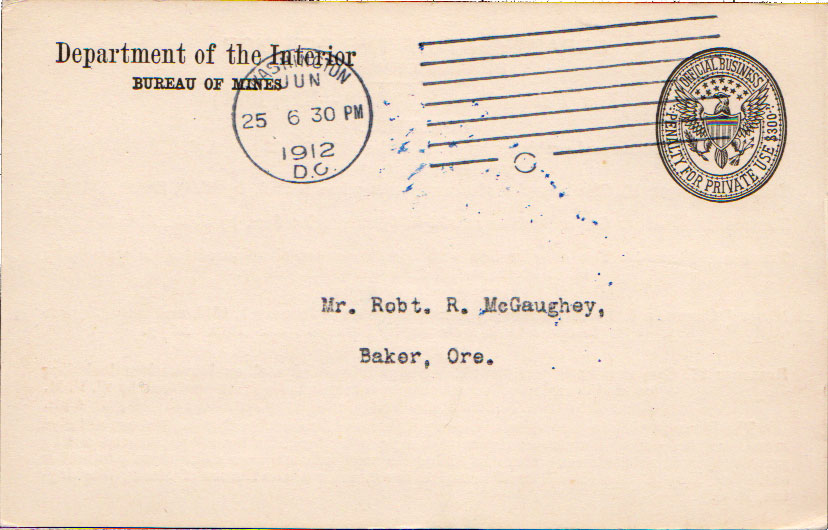 Department of the Interior
BUREAU OF MINES
WASHINGTON
JUN
25 6 30 PM
1912
D.C.
OFFICIAL BUSINESS
PENALTY FOR PRIVATE USE $300
Mr. Robt. R. McGaughey,
Baker, Ore.